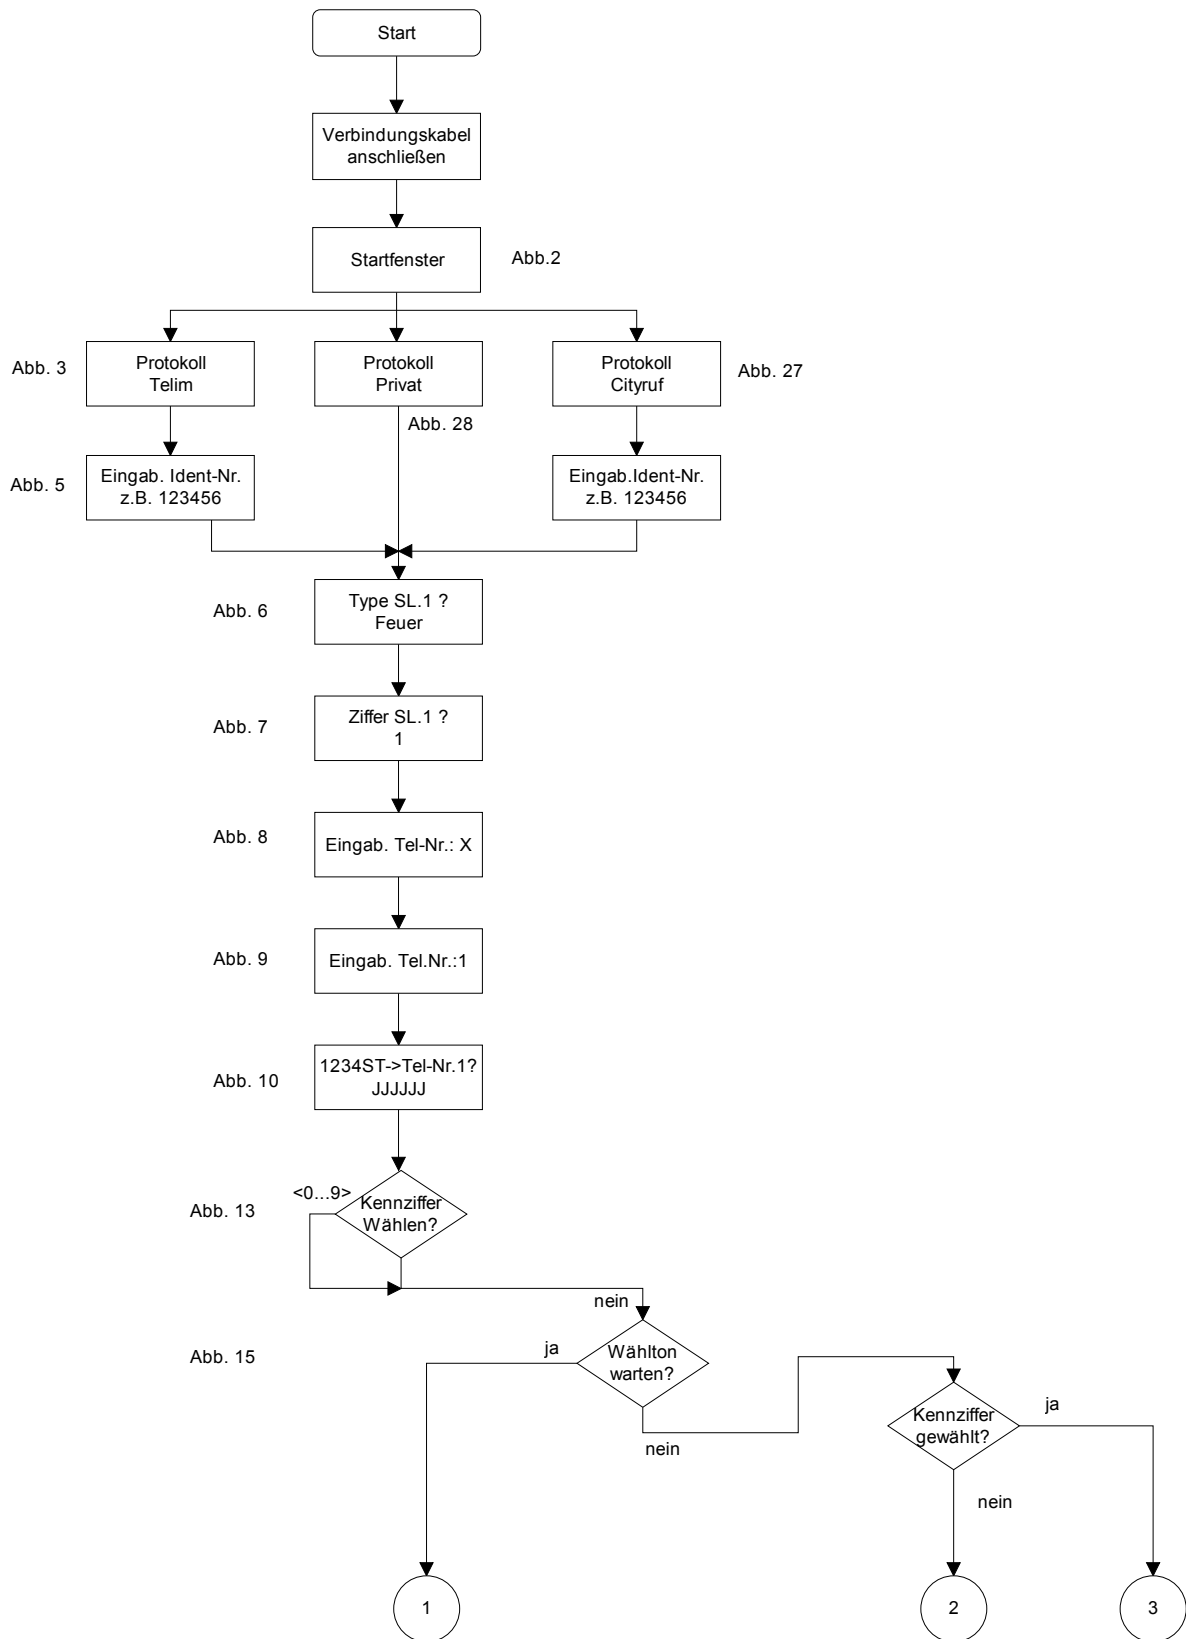 Start
Verbindungskabel
anschließen
Startfenster
Abb.2
Abb. 3
Protokoll
Telim
Protokoll
Privat
Protokoll
Cityruf
Abb. 27
Abb. 28
Abb. 5
Eingab. Ident-Nr.
z.B. 123456
Eingab.Ident-Nr.
z.B. 123456
Abb. 6
Type SL.1 ?
Feuer
Abb. 7
Ziffer SL.1 ?
1
Abb. 8
Eingab. Tel-Nr.: X
Abb. 9
Eingab. Tel.Nr.:1
Abb. 10
1234ST->Tel-Nr.1?
JJJJJJ
Abb. 13
<0...9>
Kennziffer
Wählen?
nein
Abb. 15
ja
Wählton
warten?
nein
Kennziffer
gewählt?
ja
nein
1
2
3